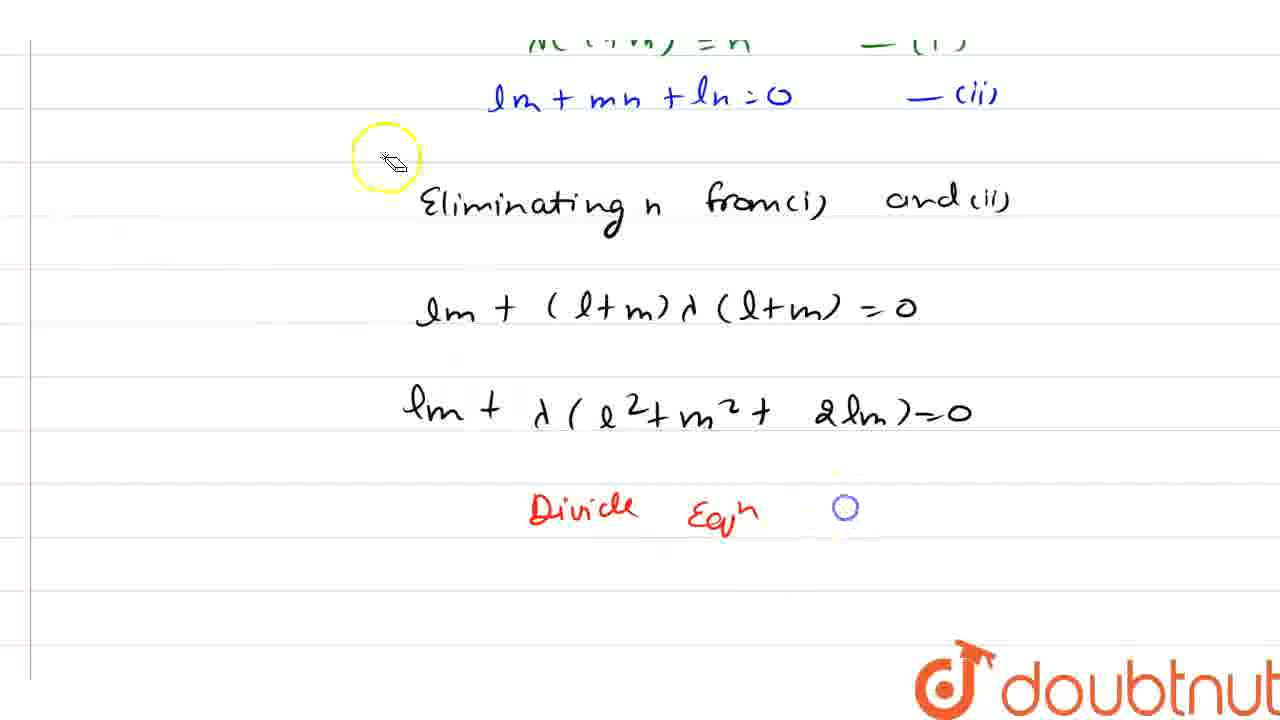 = n — (i)
lm + mn + ln = 0 — (ii)
Eliminating n from (i) and (ii)
lm + (l+m) λ (l+m) = 0
lm + λ (l² + m² + 2lm) = 0
Divide Eqⁿ
doubtnut